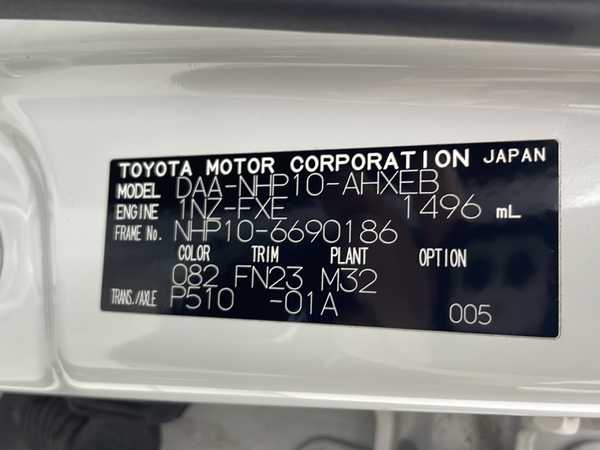 TOYOTA MOTOR CORPORATION JAPAN
MODEL DAA-NHP10-AHXEB
ENGINE 1NZ-FXE 1496 mL
FRAME No. NHP10-6690186
COLOR TRIM PLANT OPTION
082 FN23 M32
TRANS./AXLE P510 -01A 005